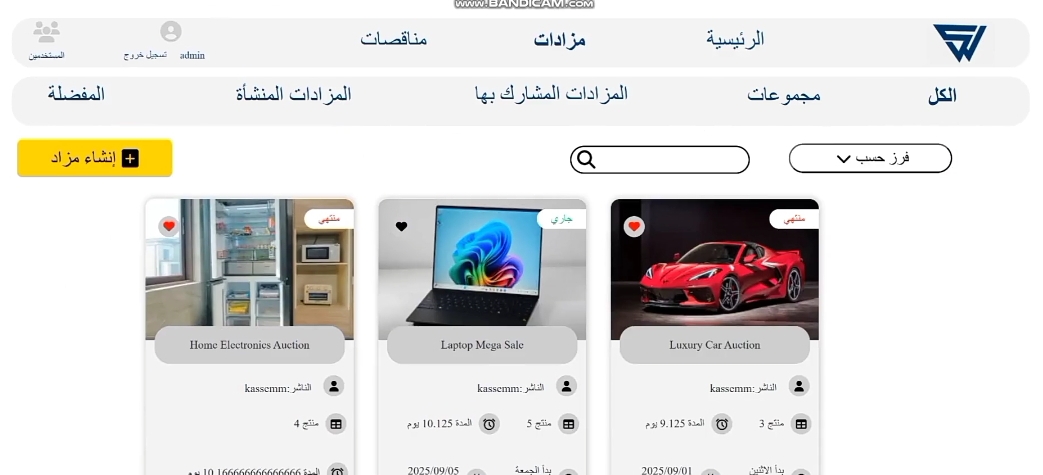 www.BANDICAM.com
الرئيسية مزادات مناقصات admin تسجيل خروج المستخدمين
الكل مجموعات المزادات المشارك بها المزادات المنشأة المفضلة
فرز حسب إنشاء مزاد
منتهي جاري منتهي
Luxury Car Auction Laptop Mega Sale Home Electronics Auction
الناشر:kassemm الناشر:kassemm الناشر:kassemm
منتج 3 المدة 9.125 يوم منتج 5 المدة 10.125 يوم منتج 4
بدأ الاثنين 2025/09/01 بدأ الجمعة 2025/09/05 المدة 10.166666666666666 يوم